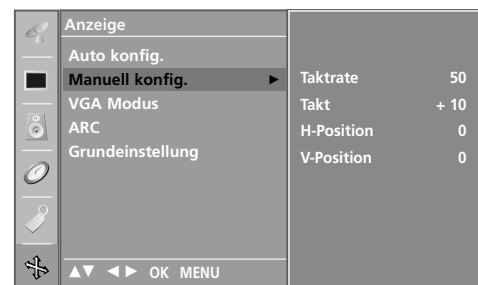 Anzeige
Auto konfig.
Manuell konfig. ►
VGA Modus
ARC
Grundeinstellung
▲▼ ◄► OK MENU
Taktrate 50
Takt + 10
H-Position 0
V-Position 0